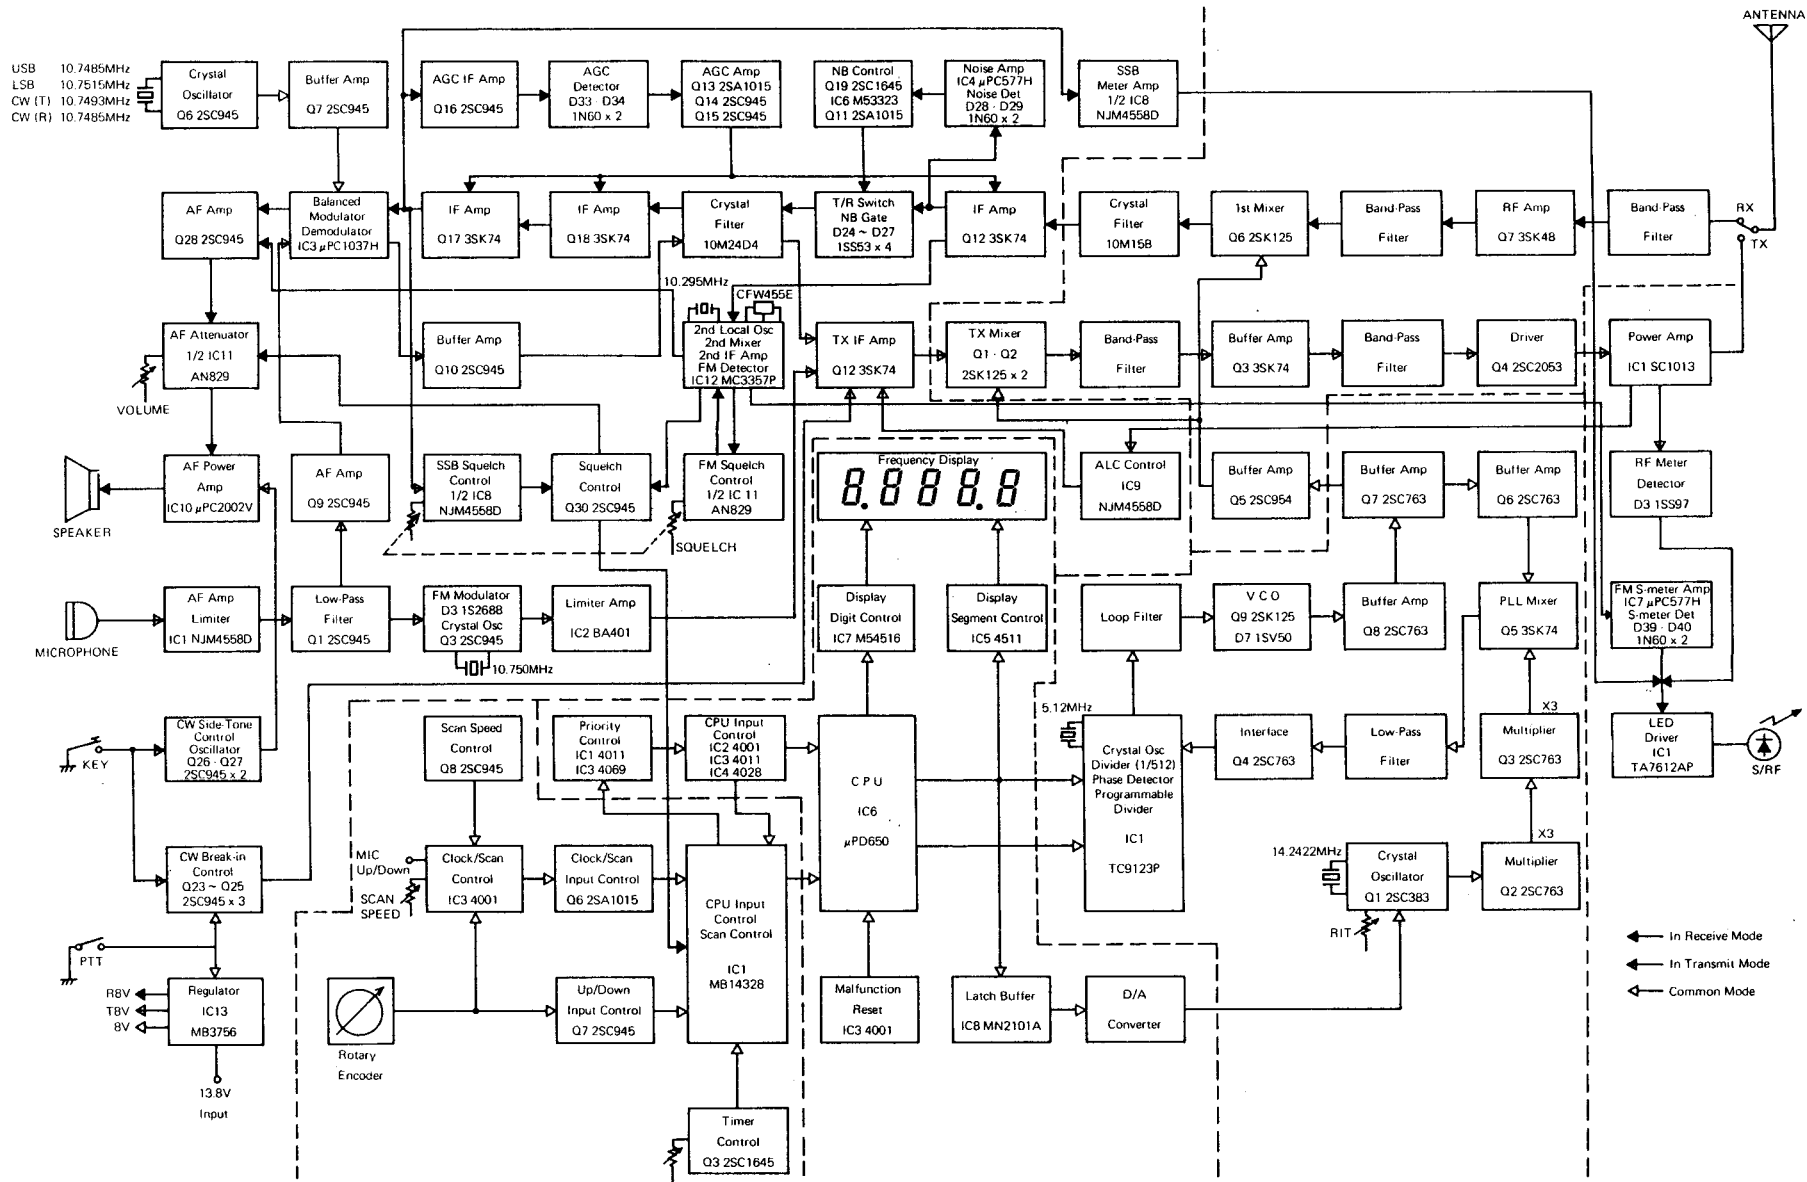 ANTENNA
USB 10.7485MHz
LSB 10.7515MHz
CW (T) 10.7493MHz
CW (R) 10.7485MHz
Crystal
Oscillator
Q6 2SC945
Buffer Amp
Q7 2SC945
AGC IF Amp
Q16 2SC945
AGC
Detector
D33 · D34
1N60 x 2
AGC Amp
Q13 2SA1015
Q14 2SC945
Q15 2SC945
NB Control
Q19 2SC1645
IC6 M53323
Q11 2SA1015
Noise Amp
IC4 µPC577H
Noise Det
D28 · D29
1N60 x 2
SSB
Meter Amp
1/2 IC8
NJM4558D
AF Amp
Q28 2SC945
Balanced
Modulator
Demodulator
IC3 µPC1037H
IF Amp
Q17 3SK74
IF Amp
Q18 3SK74
Crystal
Filter
10M24D4
T/R Switch
NB Gate
D24 ~ D27
1SS53 x 4
IF Amp
Q12 3SK74
Crystal
Filter
10M15B
1st Mixer
Q6 2SK125
Band-Pass
Filter
RF Amp
Q7 3SK48
Band-Pass
Filter
RX
TX
10.295MHz
CFW455E
AF Attenuator
1/2 IC11
AN829
VOLUME
Buffer Amp
Q10 2SC945
2nd Local Osc
2nd Mixer
2nd IF Amp
FM Detector
IC12 MC3357P
TX IF Amp
Q12 3SK74
TX Mixer
Q1 · Q2
2SK125 x 2
Band-Pass
Filter
Buffer Amp
Q3 3SK74
Band-Pass
Filter
Driver
Q4 2SC2053
Power Amp
IC1 SC1013
SPEAKER
AF Power
Amp
IC10 µPC2002V
AF Amp
Q9 2SC945
SSB Squelch
Control
1/2 IC8
NJM4558D
Squelch
Control
Q30 2SC945
FM Squelch
Control
1/2 IC 11
AN829
SQUELCH
Frequency Display
8.888.8
ALC Control
IC9
NJM4558D
Buffer Amp
Q5 2SC954
Buffer Amp
Q7 2SC763
Buffer Amp
Q6 2SC763
RF Meter
Detector
D3 1SS97
MICROPHONE
AF Amp
Limiter
IC1 NJM4558D
Low-Pass
Filter
Q1 2SC945
FM Modulator
D3 1S2688
Crystal Osc
Q3 2SC945
10.750MHz
Limiter Amp
IC2 BA401
Display
Digit Control
IC7 M54516
Display
Segment Control
IC5 4511
Loop Filter
V C O
Q9 2SK125
D7 1SV50
Buffer Amp
Q8 2SC763
PLL Mixer
Q5 3SK74
FM S-meter Amp
IC7 µPC577H
S-meter Det
D39 · D40
1N60 x 2
KEY
CW Side-Tone
Control
Oscillator
Q26 · Q27
2SC945 x 2
Scan Speed
Control
Q8 2SC945
Priority
Control
IC1 4011
IC3 4069
CPU Input
Control
IC2 4001
IC3 4011
IC4 4028
C P U
IC6
µPD650
5.12MHz
Crystal Osc
Divider (1/512)
Phase Detector
Programmable
Divider
IC1
TC9123P
Interface
Q4 2SC763
Low-Pass
Filter
X3
Multiplier
Q3 2SC763
LED
Driver
IC1
TA7612AP
S/RF
CW Break-in
Control
Q23 ~ Q25
2SC945 x 3
MIC
Up/Down
SCAN
SPEED
Clock/Scan
Control
IC3 4001
Clock/Scan
Input Control
Q6 2SA1015
CPU Input
Control
Scan Control
IC1
MB14328
14.2422MHz
Crystal
Oscillator
Q1 2SC383
RIT
X3
Multiplier
Q2 2SC763
PTT
R8V
T8V
8V
Regulator
IC13
MB3756
13.8V
Input
Rotary
Encoder
Up/Down
Input Control
Q7 2SC945
Malfunction
Reset
IC3 4001
Latch Buffer
IC8 MN2101A
D/A
Converter
In Receive Mode
In Transmit Mode
Common Mode
Timer
Control
Q3 2SC1645